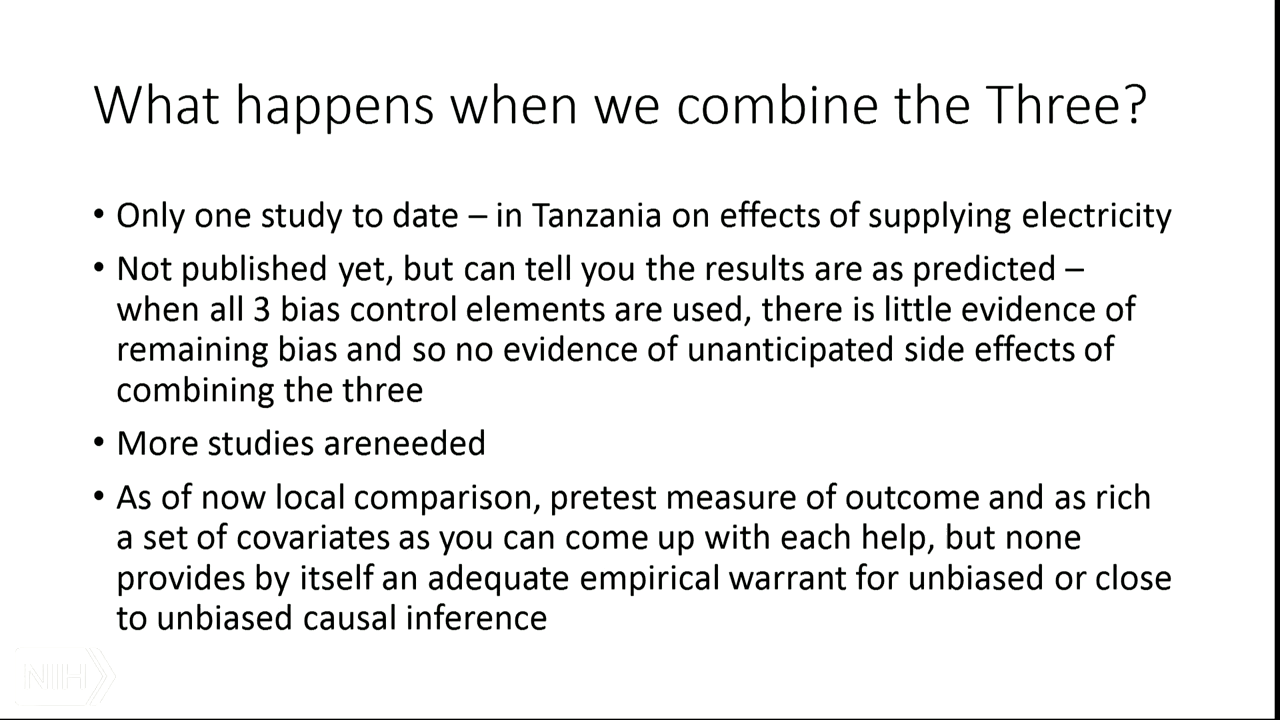 What happens when we combine the Three?
• Only one study to date – in Tanzania on effects of supplying electricity
• Not published yet, but can tell you the results are as predicted –
when all 3 bias control elements are used, there is little evidence of
remaining bias and so no evidence of unanticipated side effects of
combining the three
• More studies areneeded
• As of now local comparison, pretest measure of outcome and as rich
a set of covariates as you can come up with each help, but none
provides by itself an adequate empirical warrant for unbiased or close
to unbiased causal inference
NIH